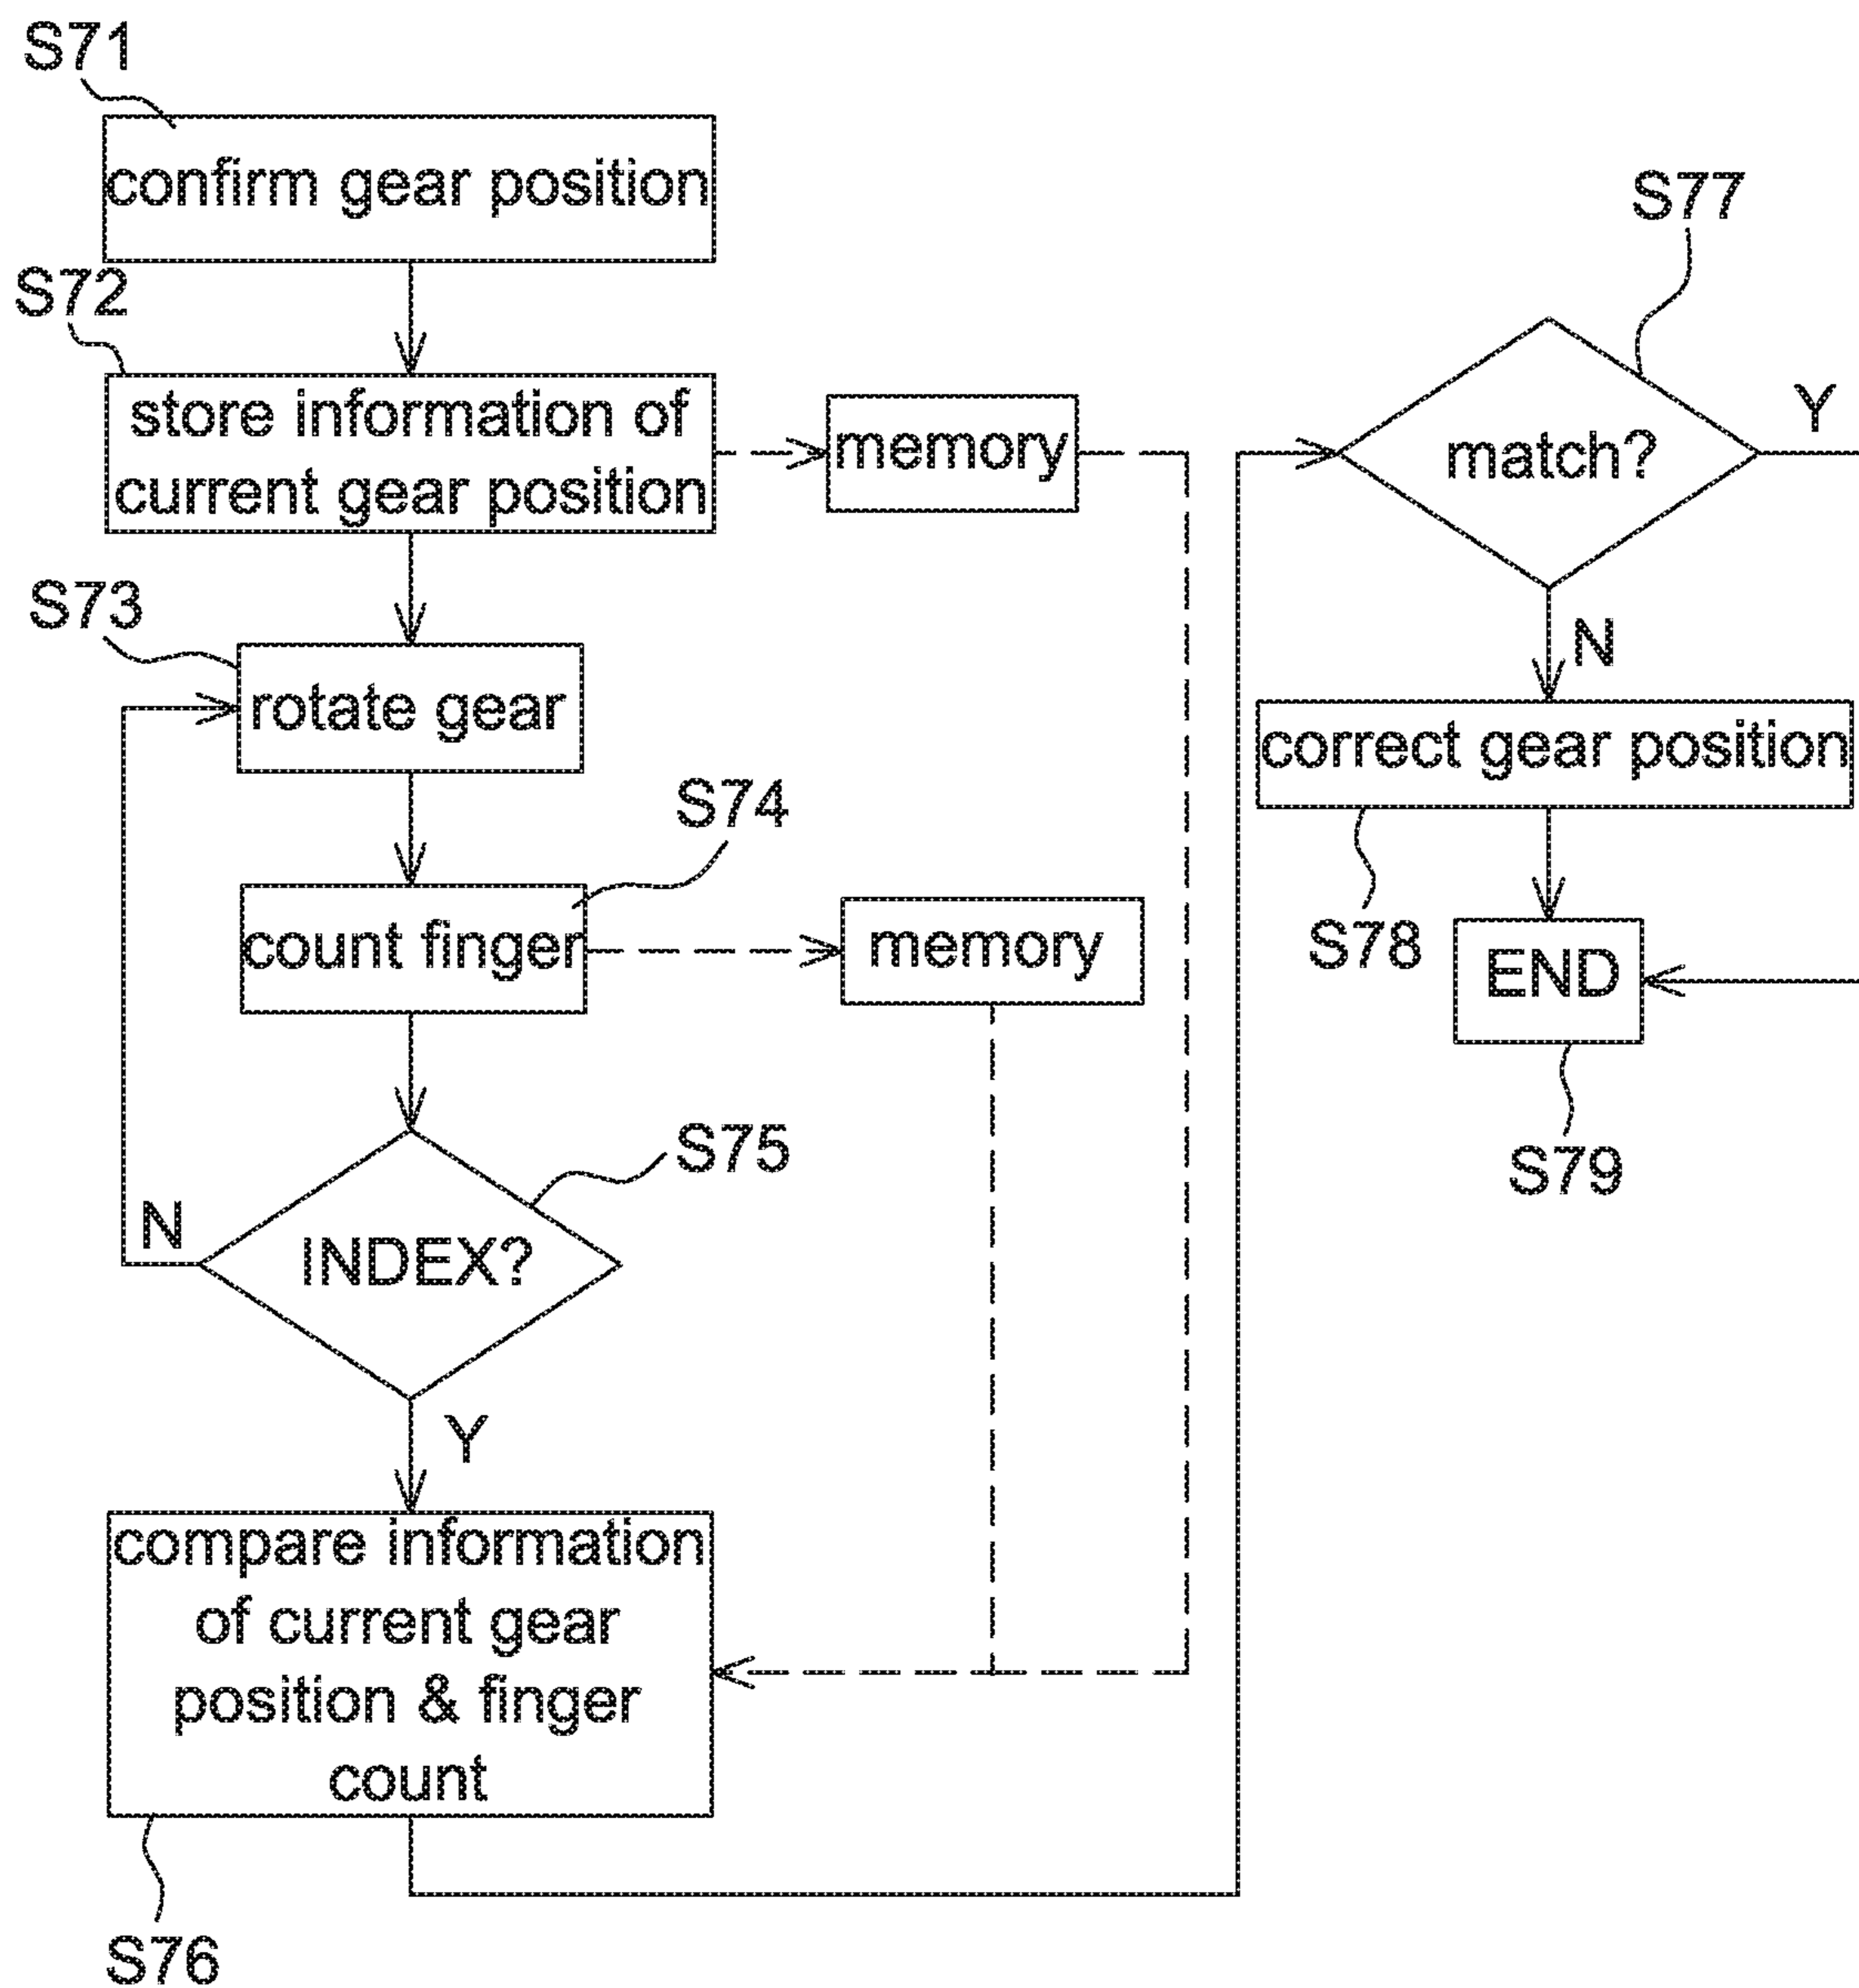 S71
confirm gear position
S72
store information of
current gear position
memory
S73
rotate gear
S74
count finger
memory
S75
INDEX?
N
Y
compare information
of current gear
position & finger
count
S76
S77
match?
Y
N
correct gear position
S78
END
S79